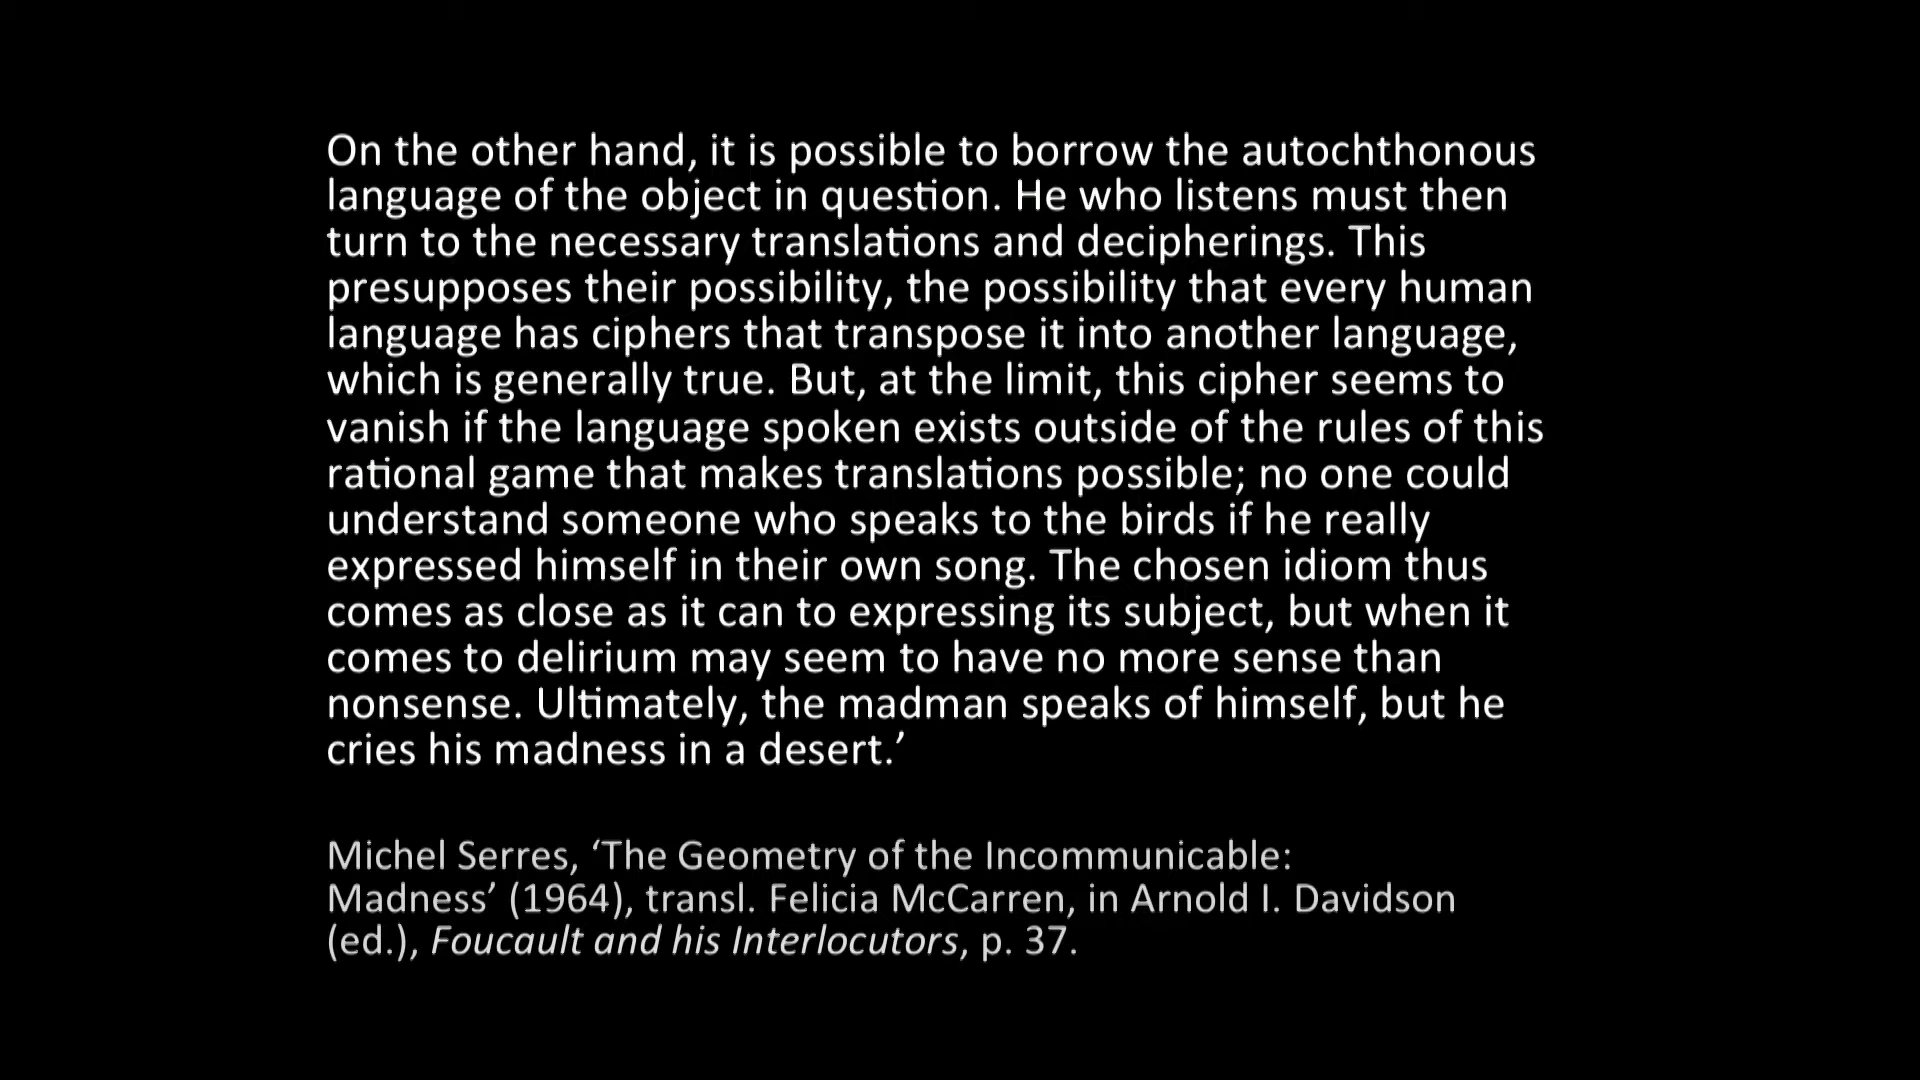 On the other hand, it is possible to borrow the autochthonous
language of the object in question. He who listens must then
turn to the necessary translations and decipherings. This
presupposes their possibility, the possibility that every human
language has ciphers that transpose it into another language,
which is generally true. But, at the limit, this cipher seems to
vanish if the language spoken exists outside of the rules of this
rational game that makes translations possible; no one could
understand someone who speaks to the birds if he really
expressed himself in their own song. The chosen idiom thus
comes as close as it can to expressing its subject, but when it
comes to delirium may seem to have no more sense than
nonsense. Ultimately, the madman speaks of himself, but he
cries his madness in a desert.’
Michel Serres, ‘The Geometry of the Incommunicable:
Madness’ (1964), transl. Felicia McCarren, in Arnold I. Davidson
(ed.), Foucault and his Interlocutors, p. 37.